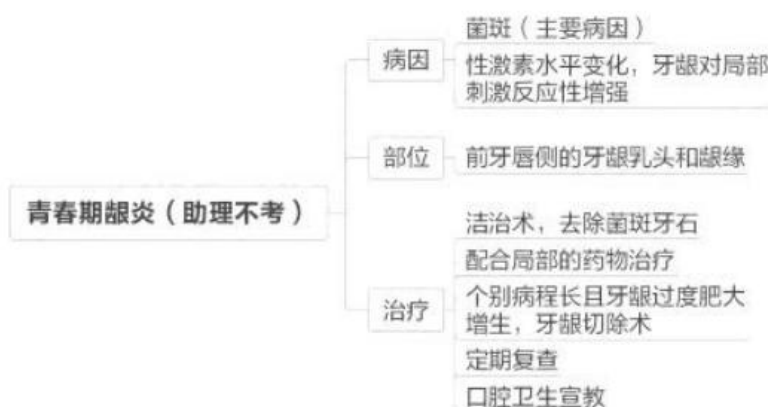 青春期龈炎（助理不考）
病因
菌斑（主要病因）
性激素水平变化，牙龈对局部
刺激反应性增强
部位
前牙唇侧的牙龈乳头和龈缘
治疗
洁治术，去除菌斑牙石
配合局部的药物治疗
个别病程长且牙龈过度肥大
增生，牙龈切除术
定期复查
口腔卫生宣教